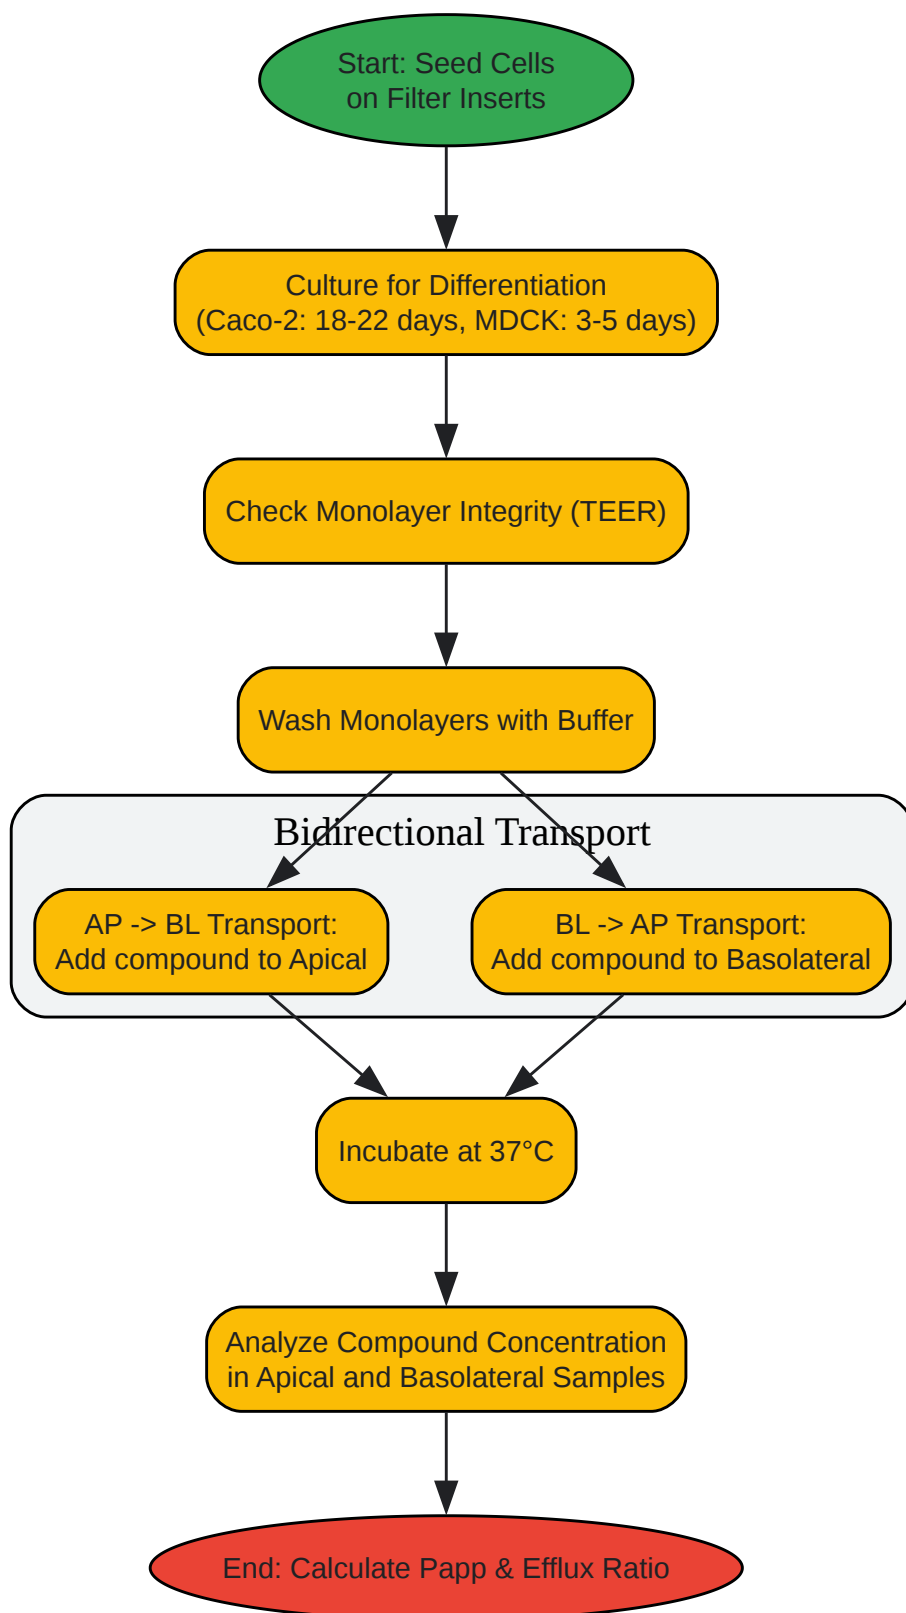 Start: Seed Cells
on Filter Inserts
Culture for Differentiation
(Caco-2: 18-22 days, MDCK: 3-5 days)
Check Monolayer Integrity (TEER)
Wash Monolayers with Buffer
Bidirectional Transport
AP -> BL Transport:
Add compound to Apical
BL -> AP Transport:
Add compound to Basolateral
Incubate at 37°C
Analyze Compound Concentration
in Apical and Basolateral Samples
End: Calculate Papp & Efflux Ratio